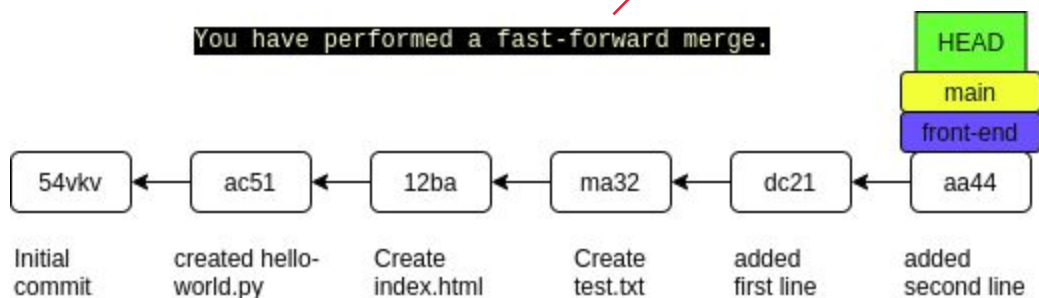 You have performed a fast-forward merge.
HEAD
main
front-end
54vkv
ac51
12ba
ma32
dc21
aa44
Initial
commit
created hello-
world.py
Create
index.html
Create
test.txt
added
first line
added
second line